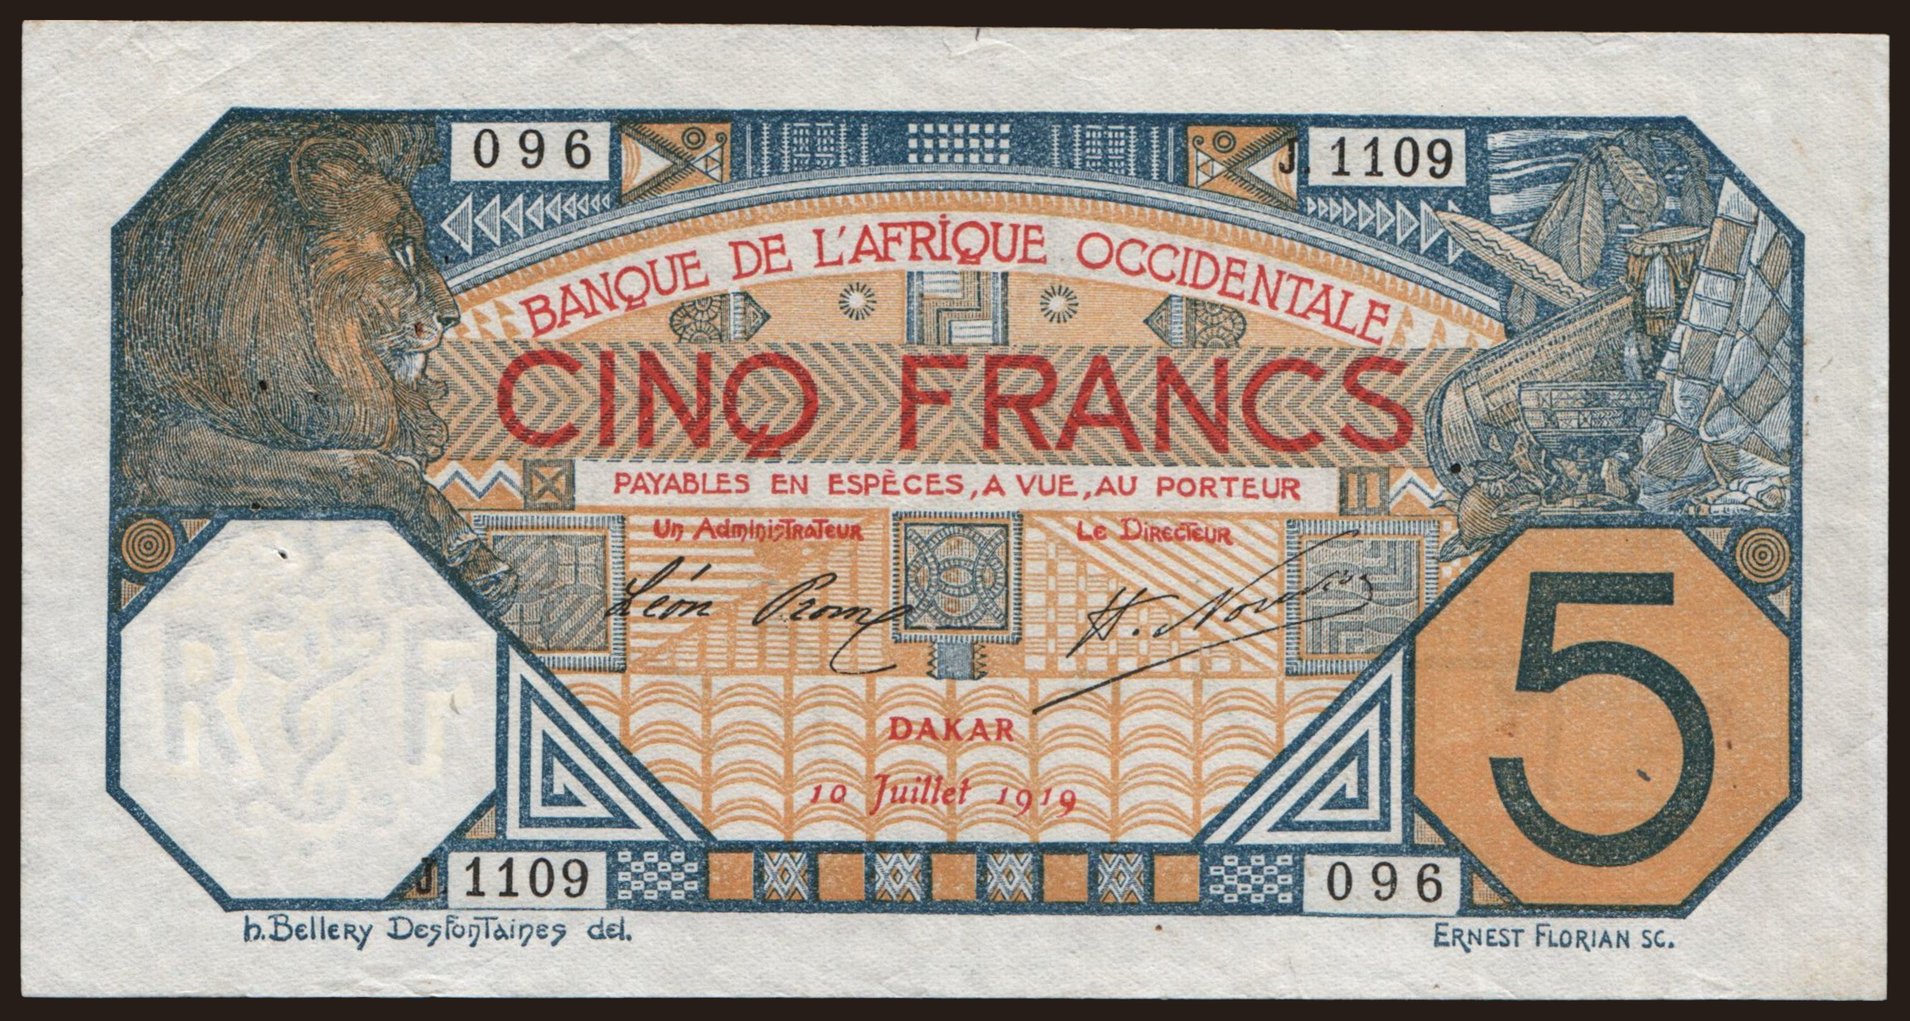 096
J. 1109
BANQUE DE L'AFRIQUE OCCIDENTALE
CINQ FRANCS
PAYABLES EN ESPÈCES, A VUE, AU PORTEUR
Un Administrateur
Le Directeur
Léon
H.
5
R F
DAKAR
10 Juillet 1919
J. 1109
096
h. Bellery Desfontaines del.
ERNEST FLORIAN SC.